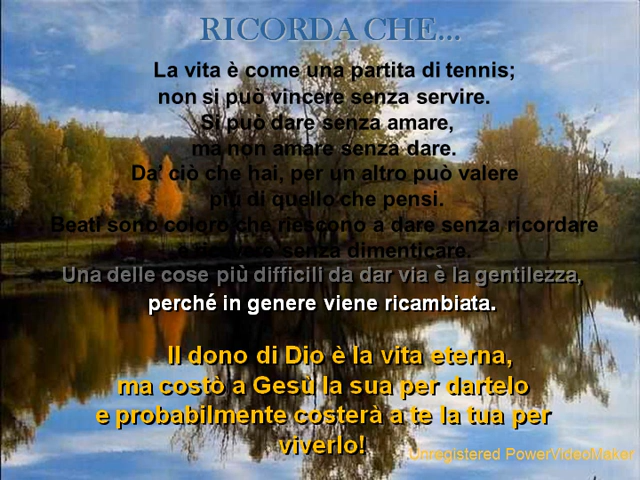 RICORDA CHE...
La vita è come una partita di tennis;
non si può vincere senza servire.
Si può dare senza amare,
ma non amare senza dare.
Da' ciò che hai, per un altro può valere
più di quello che pensi.
Beati sono coloro che riescono a dare senza ricordare
e ricevere senza dimenticare.
Una delle cose più difficili da dar via è la gentilezza,
perché in genere viene ricambiata.
Il dono di Dio è la vita eterna,
ma costò a Gesù la sua per dartelo
e probabilmente costerà a te la tua per
viverlo!
Unregistered PowerVideoMaker